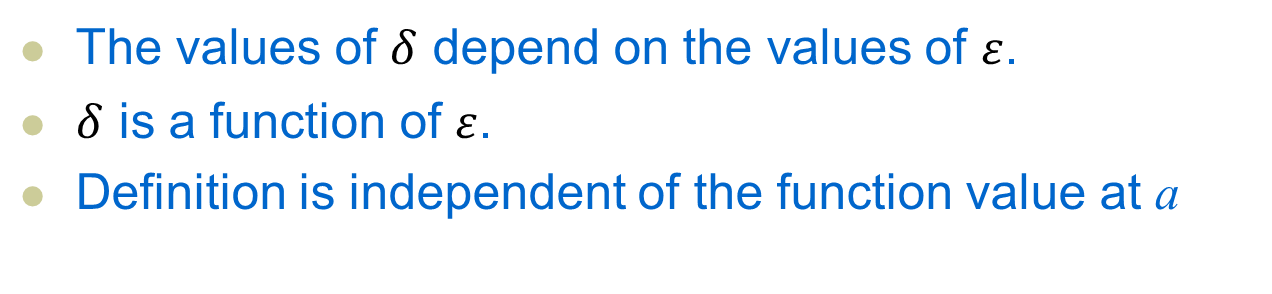 The values of 𝛿 depend on the values of 𝜀.
𝛿 is a function of 𝜀.
Definition is independent of the function value at a